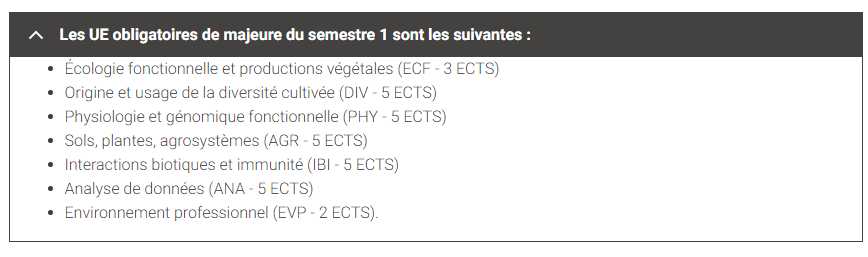 Les UE obligatoires de majeure du semestre 1 sont les suivantes :
• Écologie fonctionnelle et productions végétales (ECF - 3 ECTS)
• Origine et usage de la diversité cultivée (DIV - 5 ECTS)
• Physiologie et génomique fonctionnelle (PHY - 5 ECTS)
• Sols, plantes, agrosystèmes (AGR - 5 ECTS)
• Interactions biotiques et immunité (IBI - 5 ECTS)
• Analyse de données (ANA - 5 ECTS)
• Environnement professionnel (EVP - 2 ECTS).